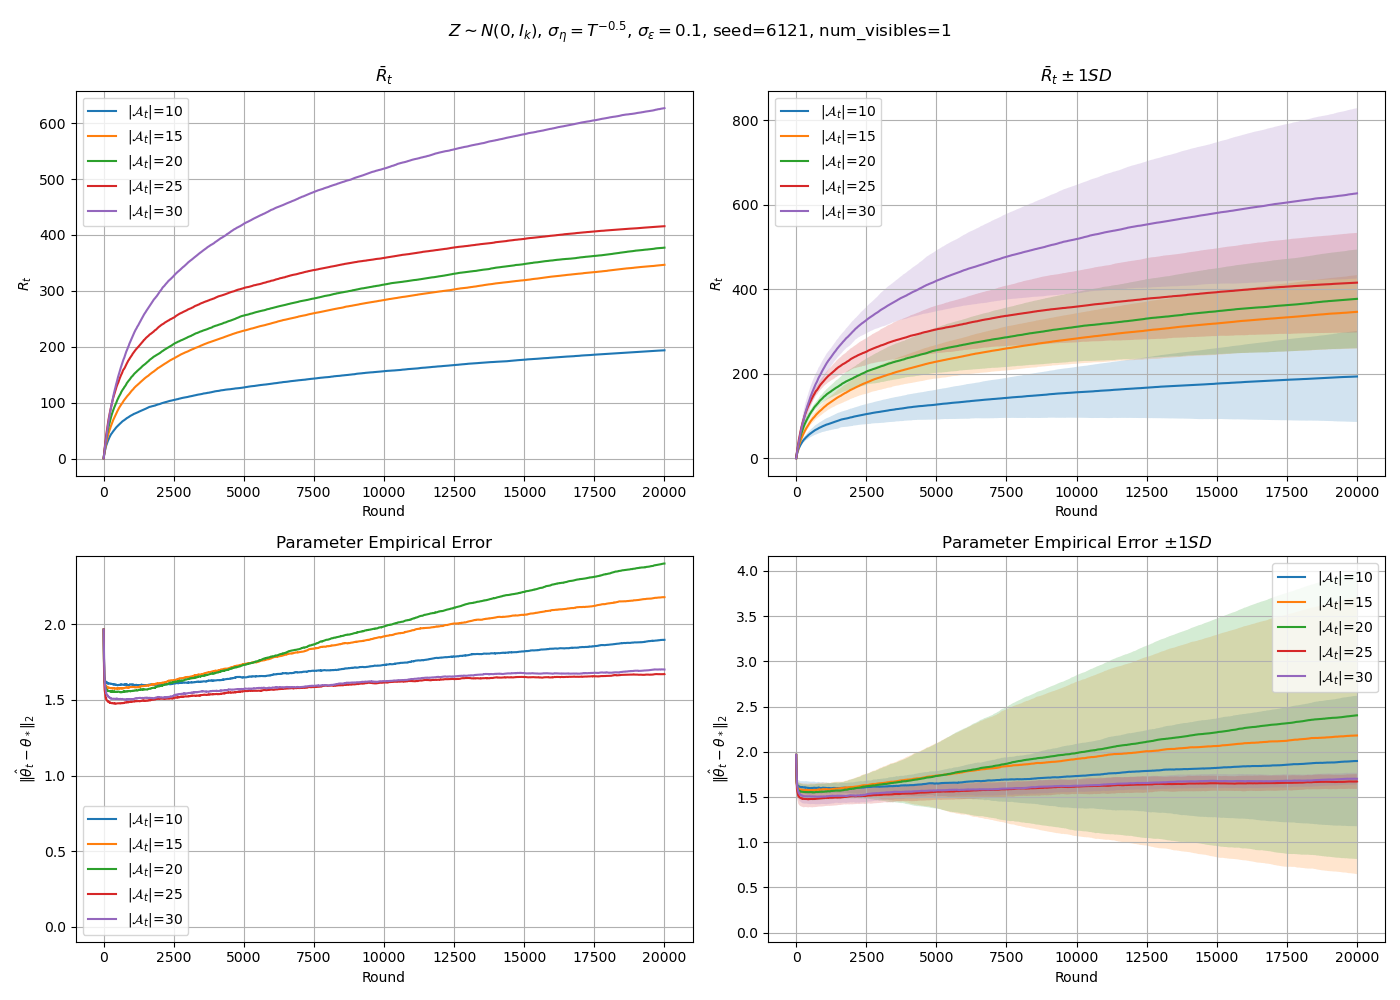 Z ∼ N(0, I_k), σ_η = T^{−0.5}, σ_ε = 0.1, seed=6121, num_visibles=1
R̄_t
R_t
600
500
400
300
200
100
0
|𝒜_t|=10
|𝒜_t|=15
|𝒜_t|=20
|𝒜_t|=25
|𝒜_t|=30
0 2500 5000 7500 10000 12500 15000 17500 20000
Round
R̄_t ± 1SD
R_t
800
600
400
200
0
|𝒜_t|=10
|𝒜_t|=15
|𝒜_t|=20
|𝒜_t|=25
|𝒜_t|=30
0 2500 5000 7500 10000 12500 15000 17500 20000
Round
Parameter Empirical Error
‖θ̂_t − θ_*‖_2
2.0
1.5
1.0
0.5
0.0
|𝒜_t|=10
|𝒜_t|=15
|𝒜_t|=20
|𝒜_t|=25
|𝒜_t|=30
0 2500 5000 7500 10000 12500 15000 17500 20000
Round
Parameter Empirical Error ±1SD
‖θ̂_t − θ_*‖_2
4.0
3.5
3.0
2.5
2.0
1.5
1.0
0.5
0.0
|𝒜_t|=10
|𝒜_t|=15
|𝒜_t|=20
|𝒜_t|=25
|𝒜_t|=30
0 2500 5000 7500 10000 12500 15000 17500 20000
Round